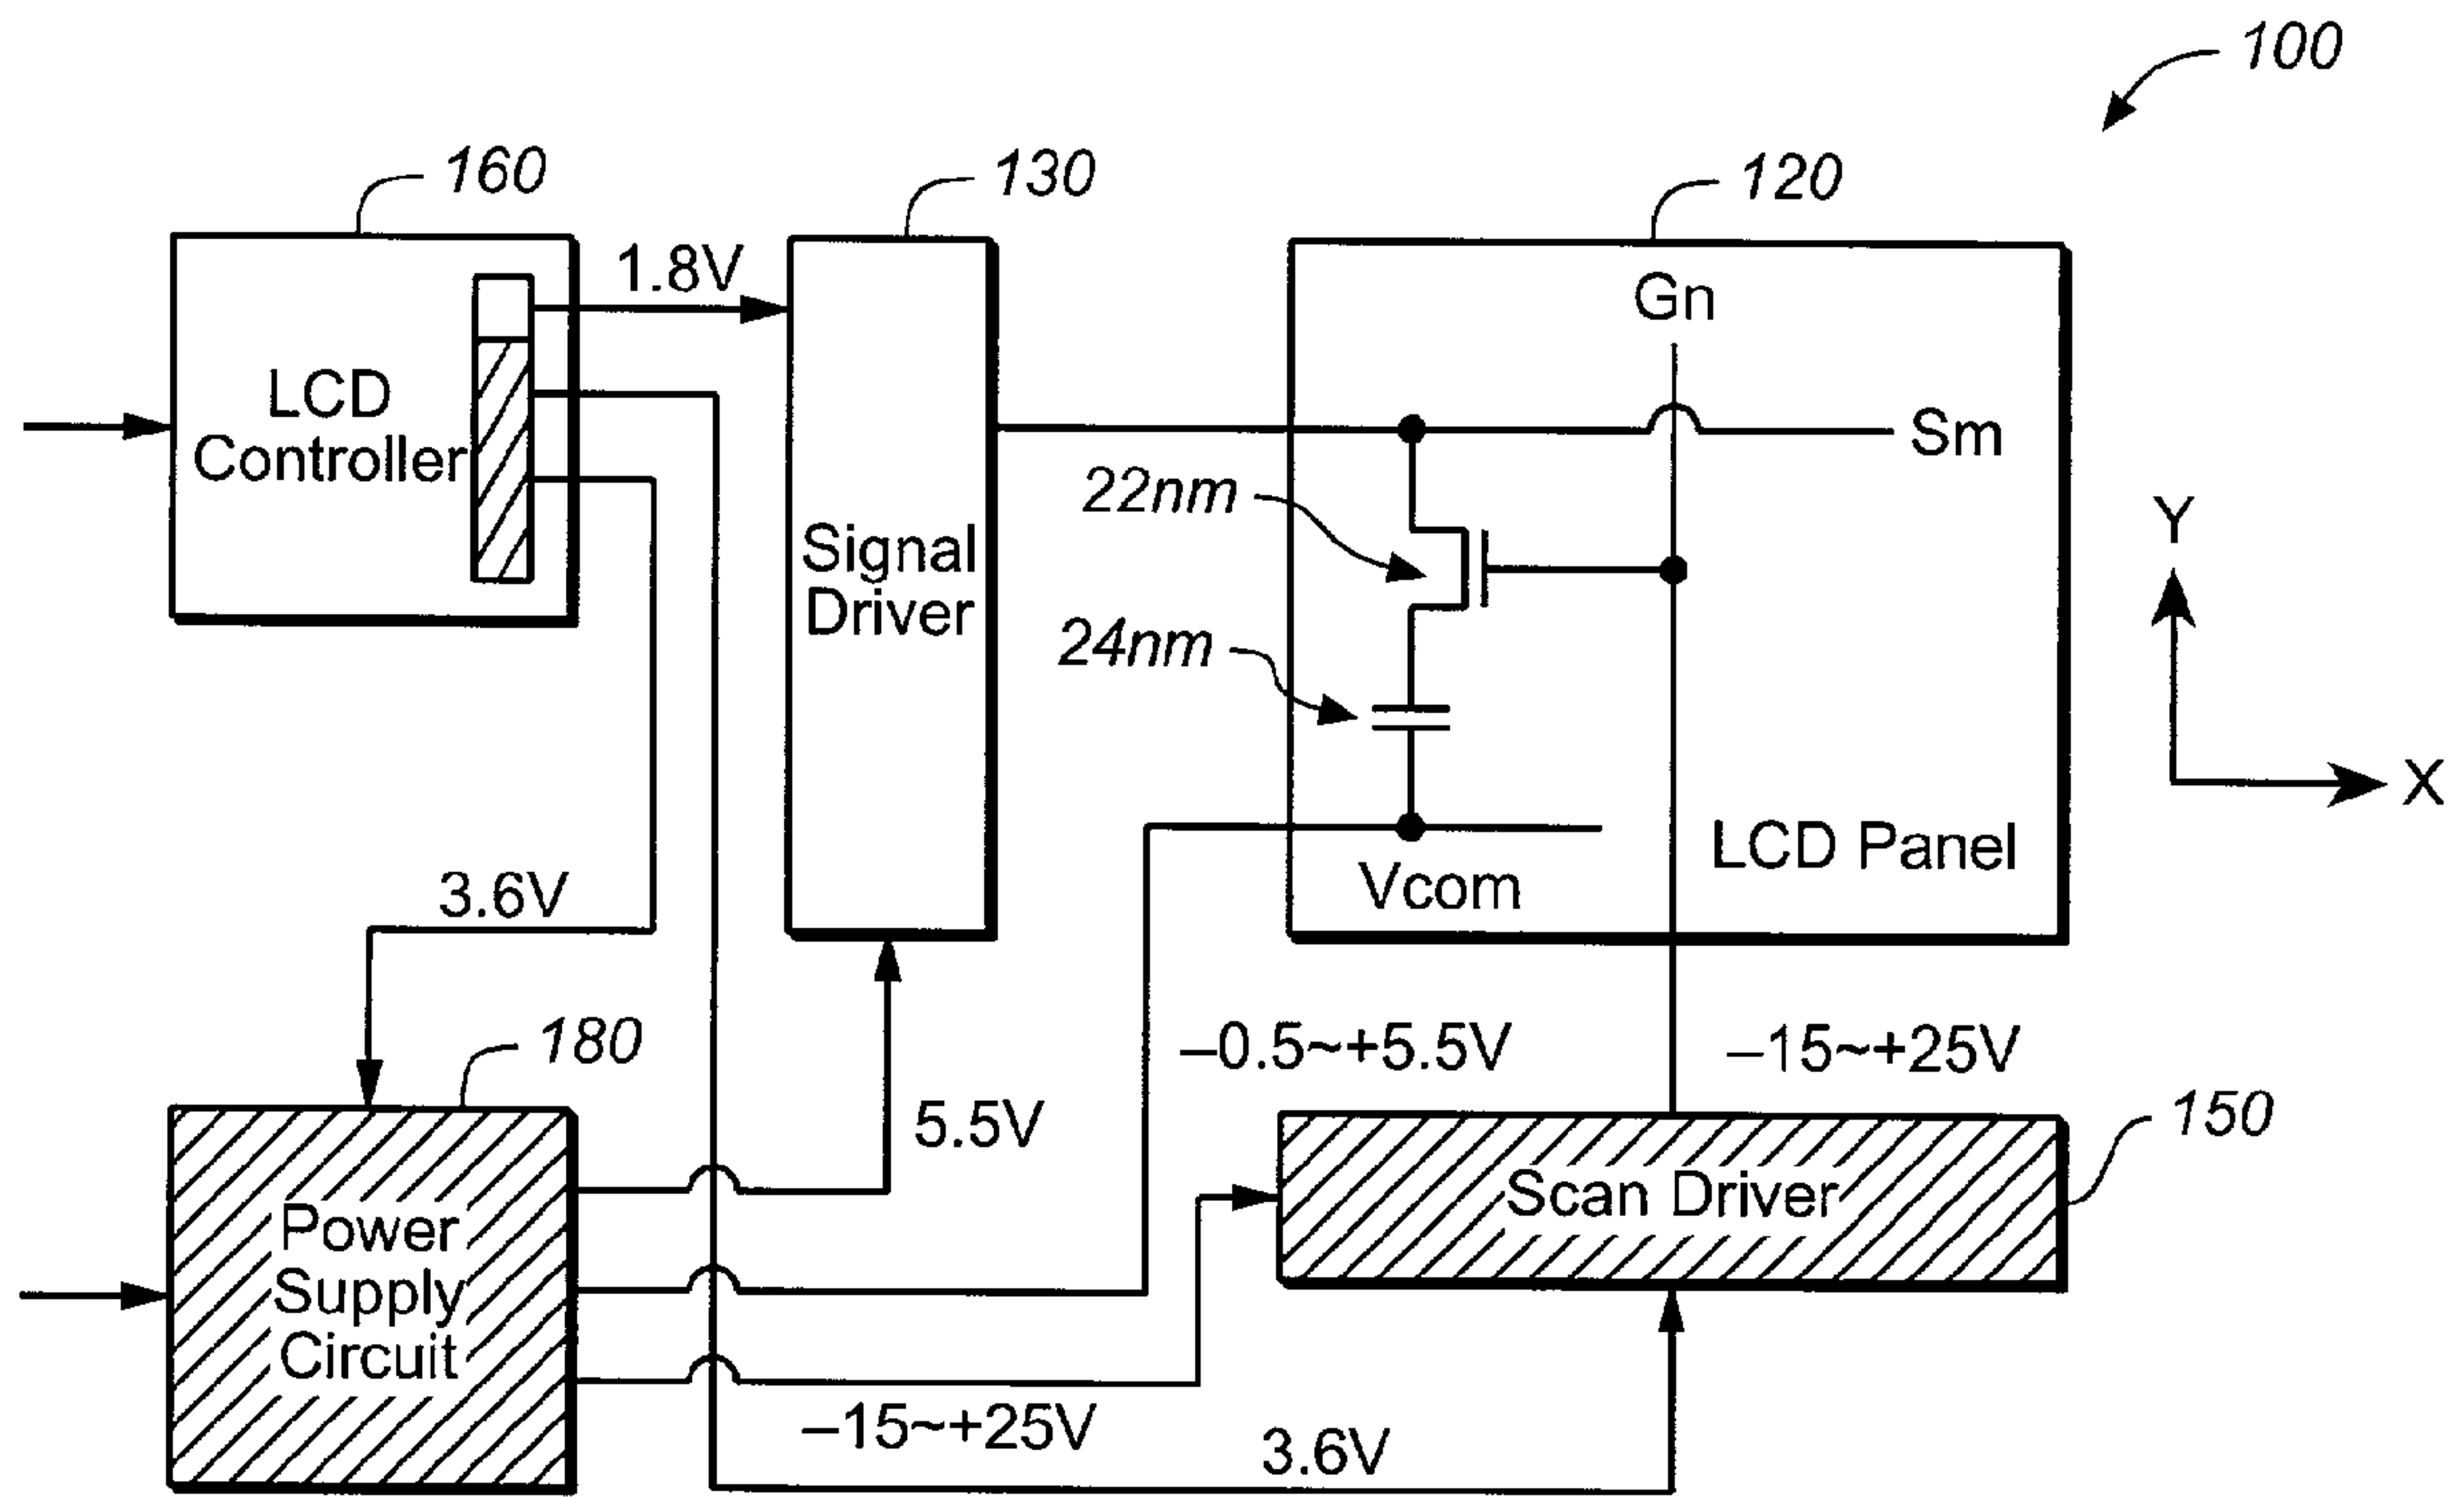 100
160
130
120
1.8V
Gn
LCD
Controller
Sm
22nm
Signal
Driver
24nm
Y
X
LCD Panel
Vcom
3.6V
180
–0.5~+5.5V
–15~+25V
5.5V
150
Scan Driver
Power
Supply
Circuit
–15~+25V
3.6V